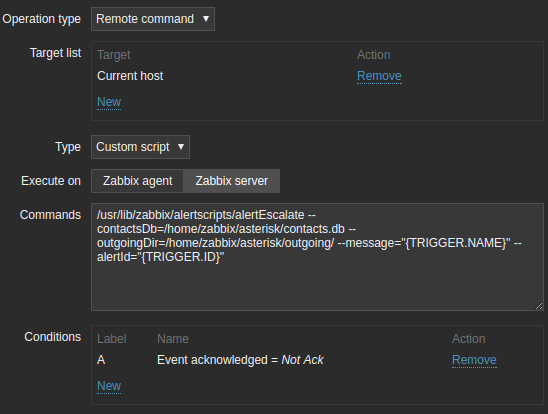 Operation type Remote command ▼
Target list Target Action
Current host Remove
New
Type Custom script ▼
Execute on Zabbix agent Zabbix server
Commands /usr/lib/zabbix/alertscripts/alertEscalate --
contactsDb=/home/zabbix/asterisk/contacts.db --
outgoingDir=/home/zabbix/asterisk/outgoing/ --message="{TRIGGER.NAME}" --
alertId="{TRIGGER.ID}"
Conditions Label Name Action
A Event acknowledged = Not Ack Remove
New